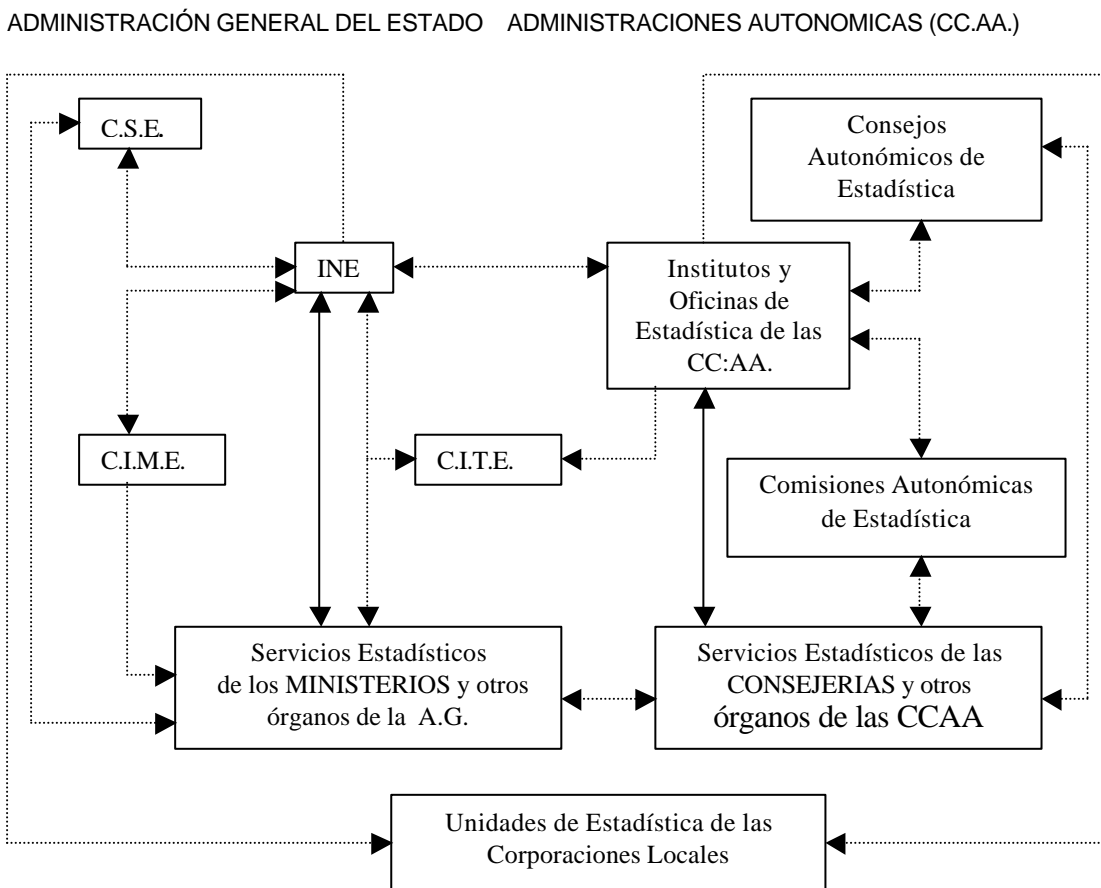 ADMINISTRACIÓN GENERAL DEL ESTADO ADMINISTRACIONES AUTONOMICAS (CC.AA.)
C.S.E.
Consejos
Autonómicos de
Estadística
INE
Institutos y
Oficinas de
Estadística de las
CC:AA.
C.I.M.E.
C.I.T.E.
Comisiones Autonómicas
de Estadística
Servicios Estadísticos
de los MINISTERIOS y otros
órganos de la A.G.
Servicios Estadísticos de las
CONSEJERIAS y otros
órganos de las CCAA
Unidades de Estadística de las
Corporaciones Locales